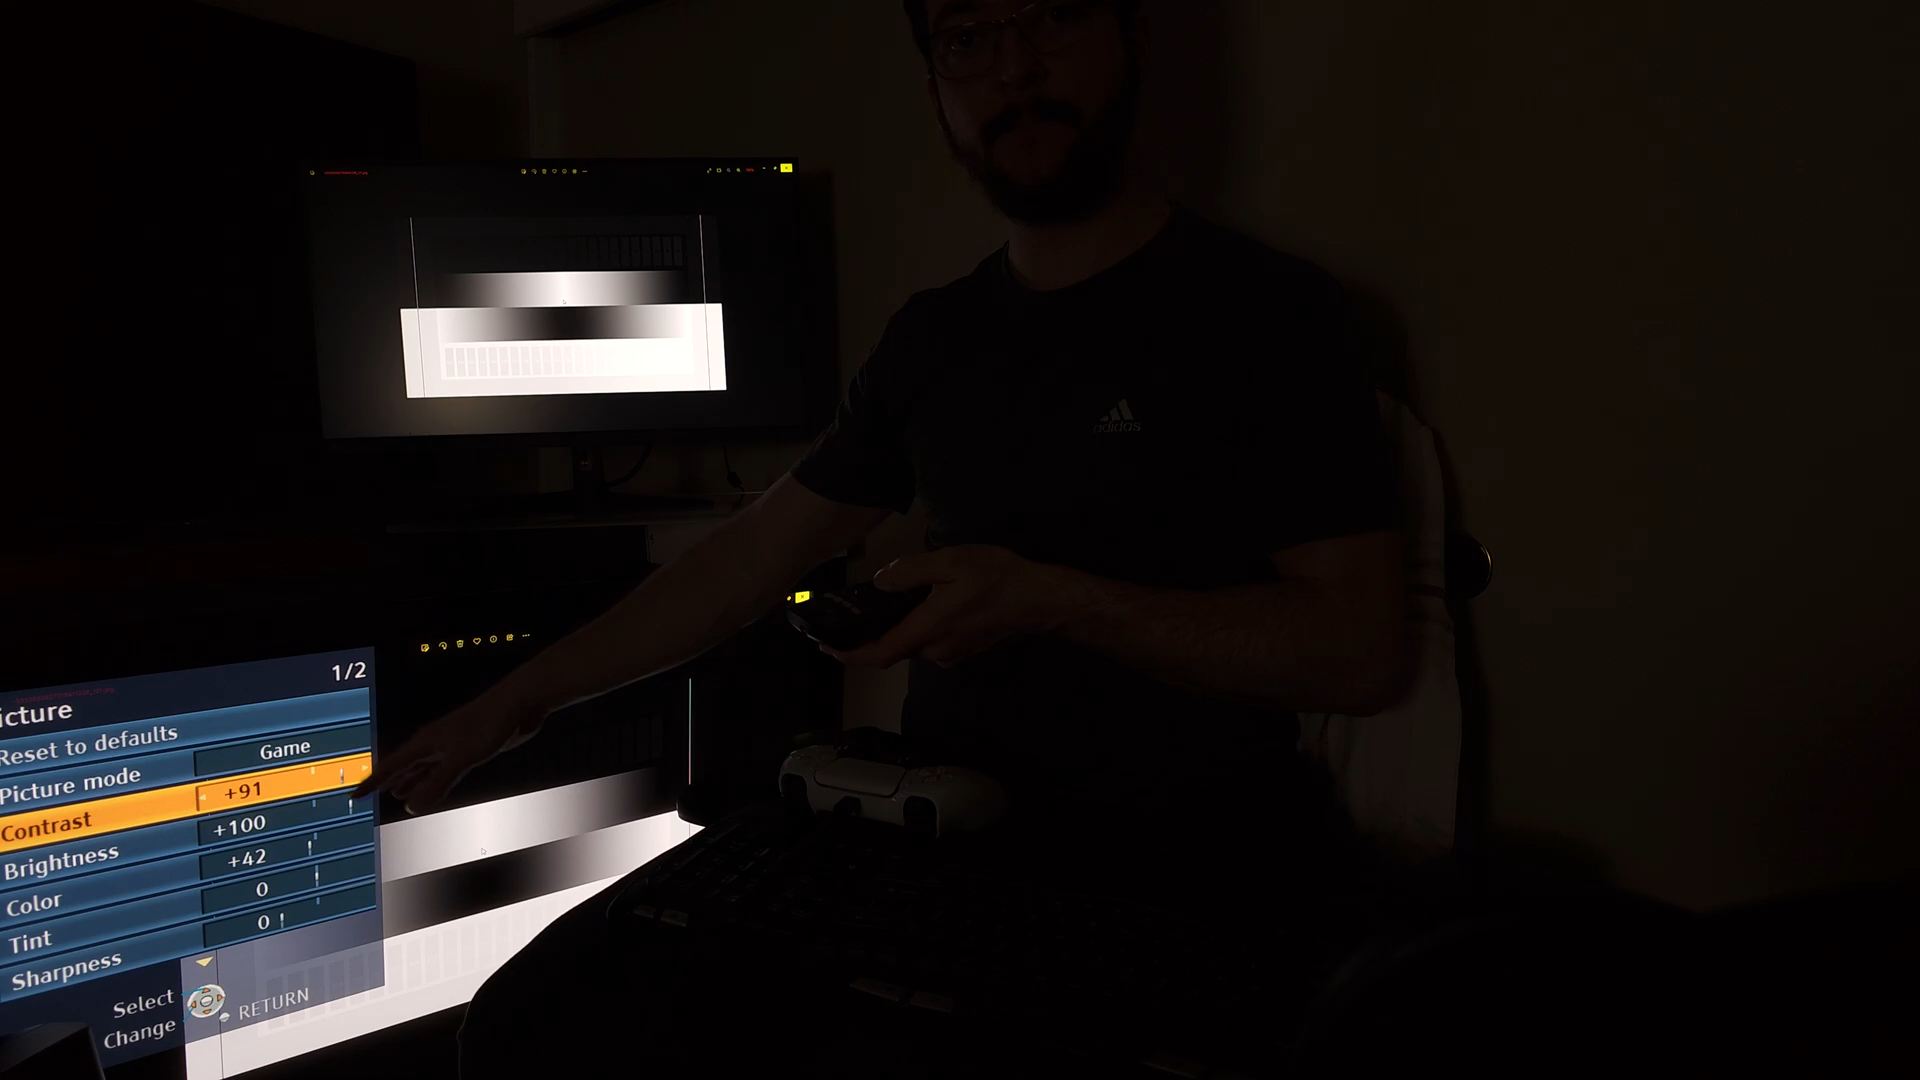 adidas
1/2
icture
Reset to defaults
Picture mode Game
Contrast +91
Brightness +100
Color +42
Tint 0
Sharpness 0
Select
Change
RETURN